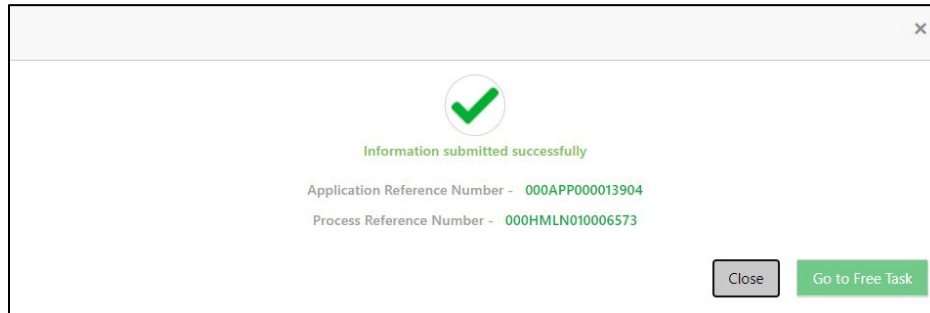 ×
Information submitted successfully
Application Reference Number - 000APP000013904
Process Reference Number - 000HMLN010006573
Close Go to Free Task